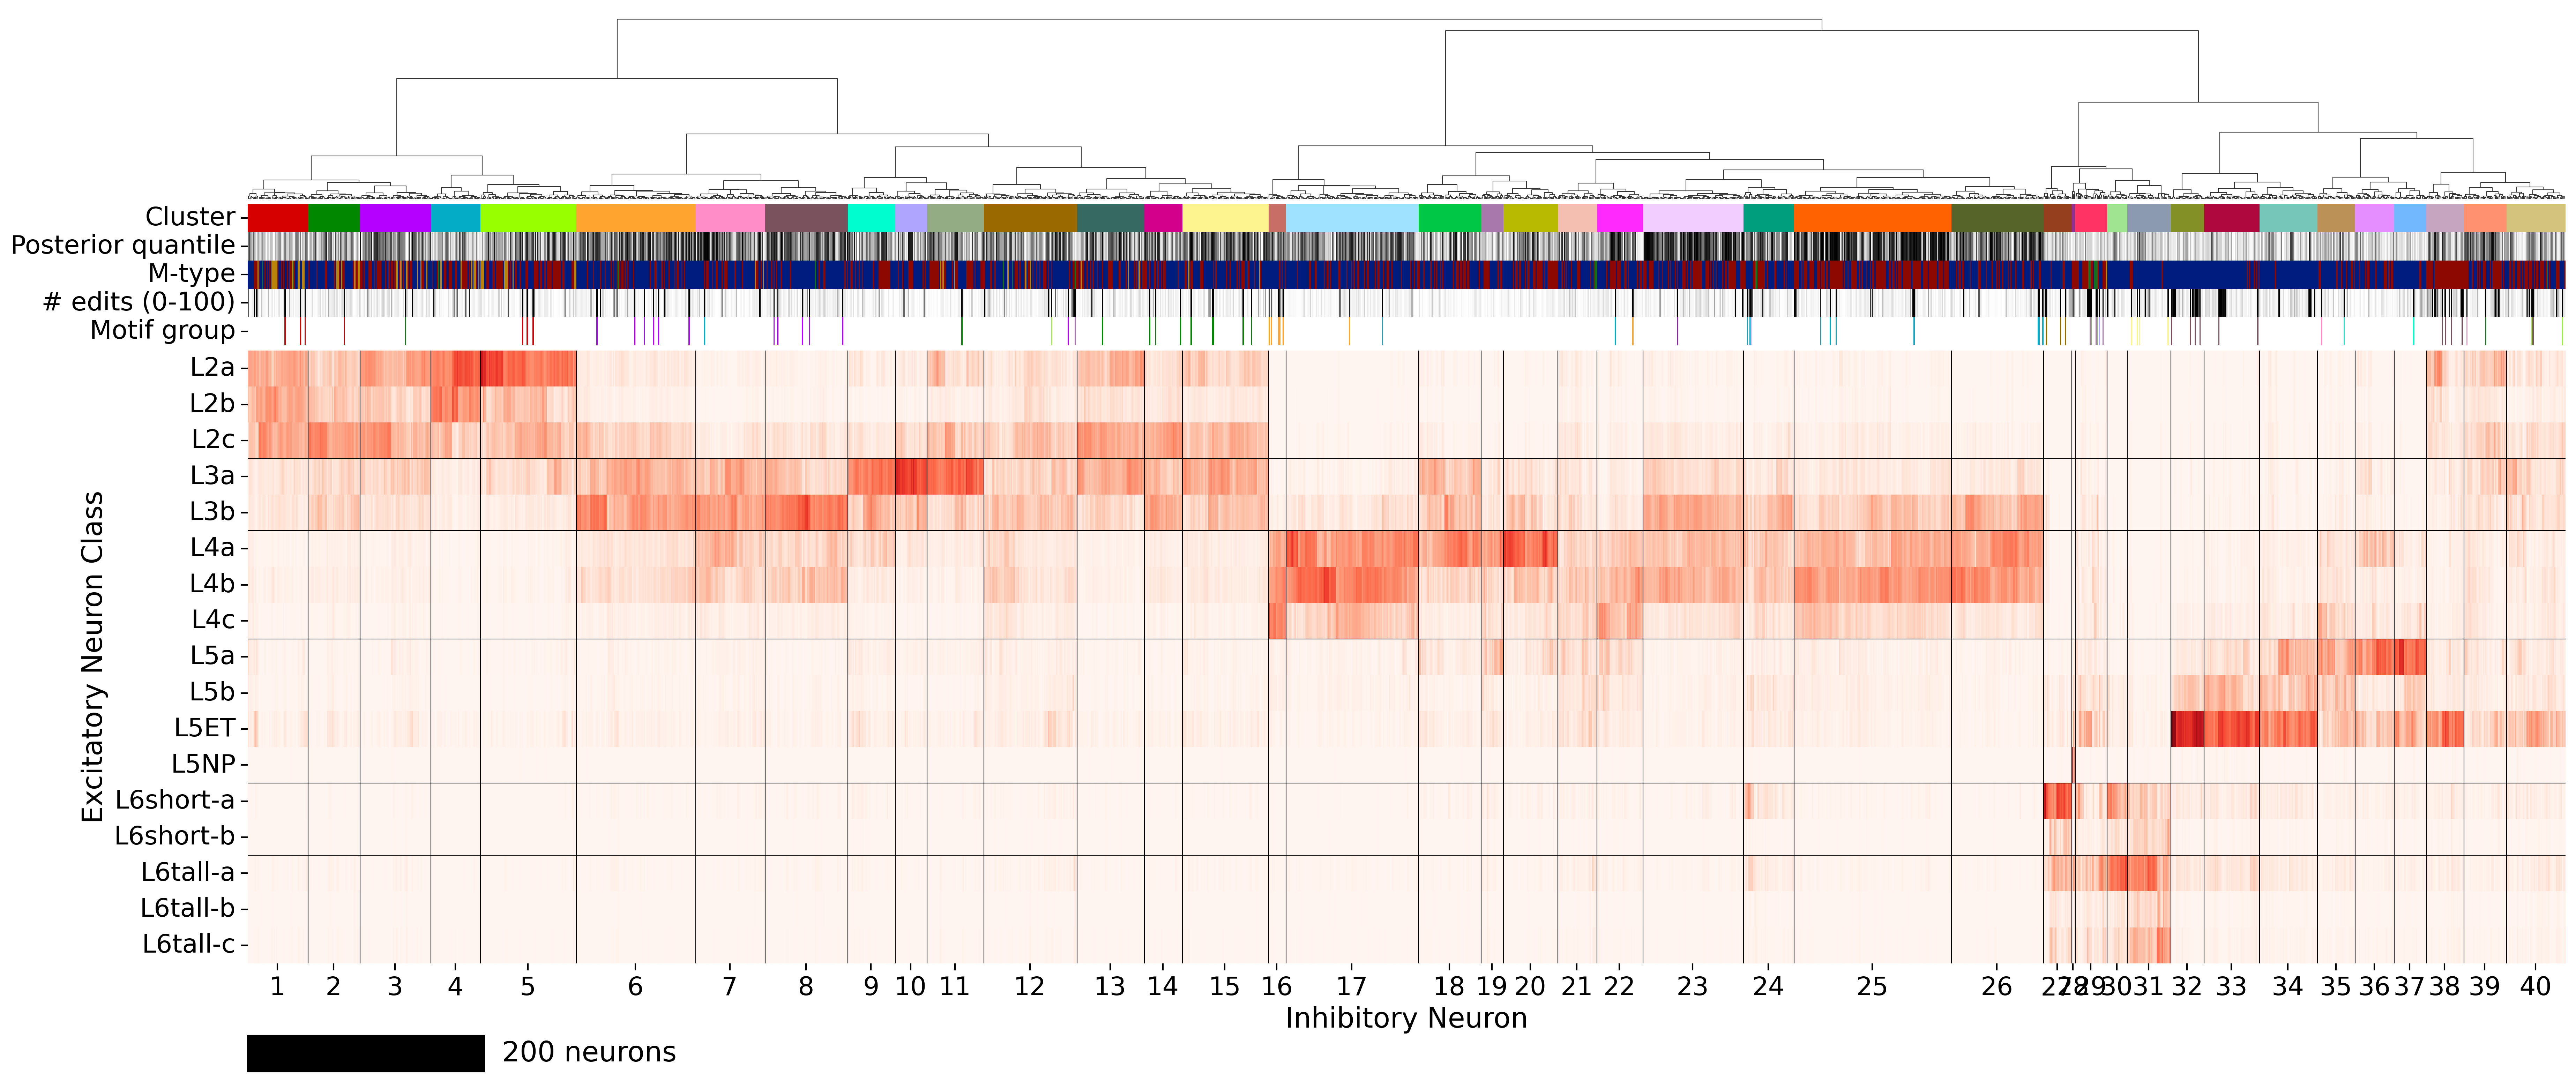 Cluster
Posterior quantile
M-type
# edits (0-100)
Motif group
Excitatory Neuron Class
L2a
L2b
L2c
L3a
L3b
L4a
L4b
L4c
L5a
L5b
L5ET
L5NP
L6short-a
L6short-b
L6tall-a
L6tall-b
L6tall-c
1 2 3 4 5 6 7 8 9 10 11 12 13 14 15 16 17 18 19 20 21 22 23 24 25 26 27 28 29 30 31 32 33 34 35 36 37 38 39 40
Inhibitory Neuron
200 neurons